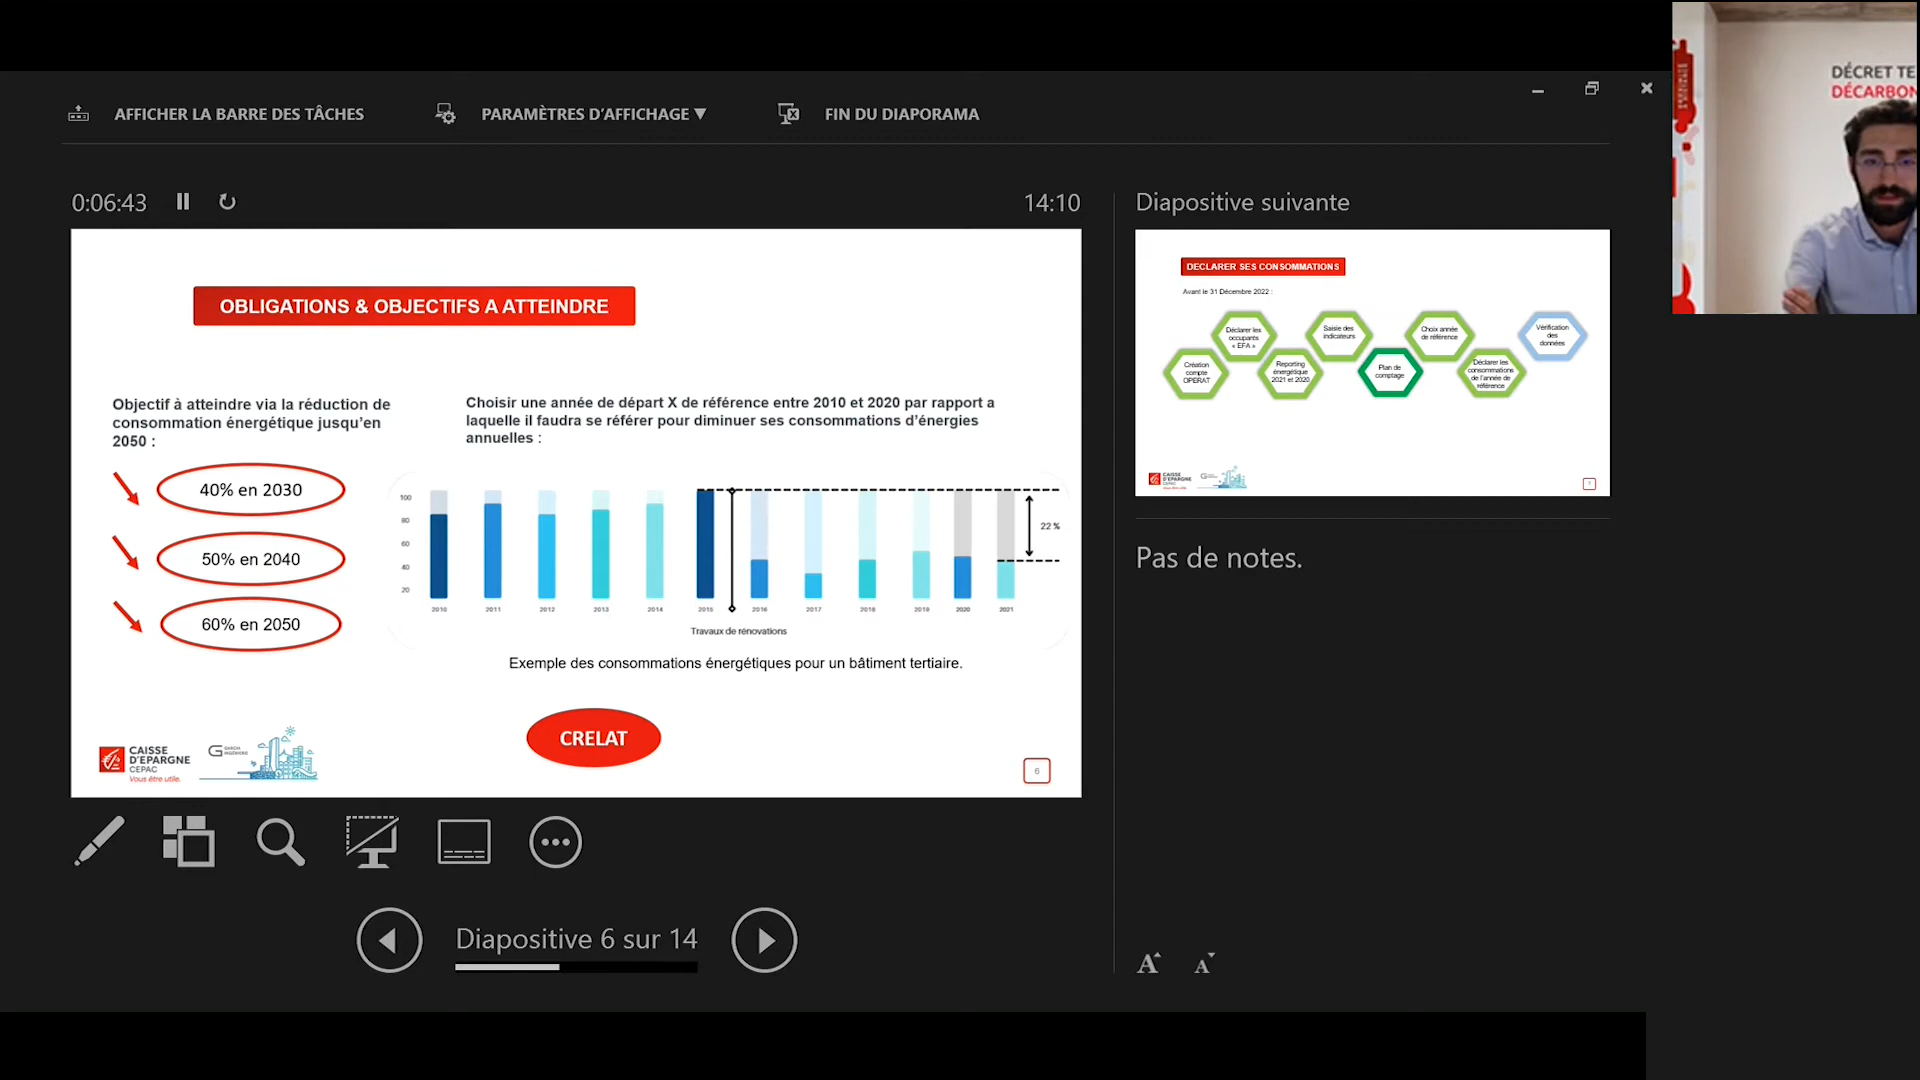 AFFICHER LA BARRE DES TÂCHES
PARAMÈTRES D'AFFICHAGE ▼
FIN DU DIAPORAMA
DÉCRET TE
DÉCARBON
0:06:43
14:10
OBLIGATIONS & OBJECTIFS A ATTEINDRE
Objectif à atteindre via la réduction de
consommation énergétique jusqu'en
2050 :
40% en 2030
50% en 2040
60% en 2050
Choisir une année de départ X de référence entre 2010 et 2020 par rapport a
laquelle il faudra se référer pour diminuer ses consommations d'énergies
annuelles :
100
80
60
40
20
22 %
2010 2011 2012 2013 2014 2015 2016 2017 2018 2019 2020 2021
Travaux de rénovations
Exemple des consommations énergétiques pour un bâtiment tertiaire.
CRELAT
CAISSE
D'EPARGNE
CEPAC
Vous être utile.
GARCIA
INGÉNIERIE
6
Diapositive 6 sur 14
Diapositive suivante
DECLARER SES CONSOMMATIONS
Avant le 31 Décembre 2022 :
Création
compte
OPERAT
Déclarer les
occupants
« EFA »
Reporting
énergétique
2021 et 2020
Saisie des
indicateurs
Plan de
comptage
Choix année
de référence
Déclarer les
consommations
de l'année de
référence
Vérification
des
données
CAISSE
D'EPARGNE
CEPAC
7
Pas de notes.
A A